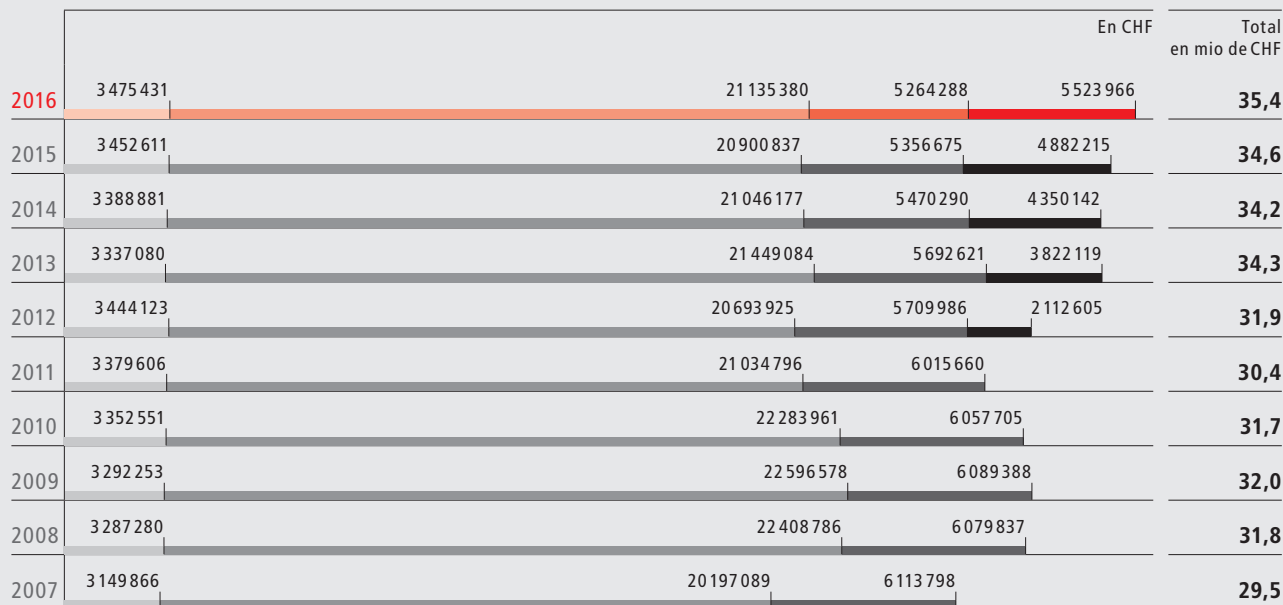 En CHF Total
en mio de CHF
2016 3 475 431 21 135 380 5 264 288 5 523 966 35,4
2015 3 452 611 20 900 837 5 356 675 4 882 215 34,6
2014 3 388 881 21 046 177 5 470 290 4 350 142 34,2
2013 3 337 080 21 449 084 5 692 621 3 822 119 34,3
2012 3 444 123 20 693 925 5 709 986 2 112 605 31,9
2011 3 379 606 21 034 796 6 015 660 30,4
2010 3 352 551 22 283 961 6 057 705 31,7
2009 3 292 253 22 596 578 6 089 388 32,0
2008 3 287 280 22 408 786 6 079 837 31,8
2007 3 149 866 20 197 089 6 113 798 29,5